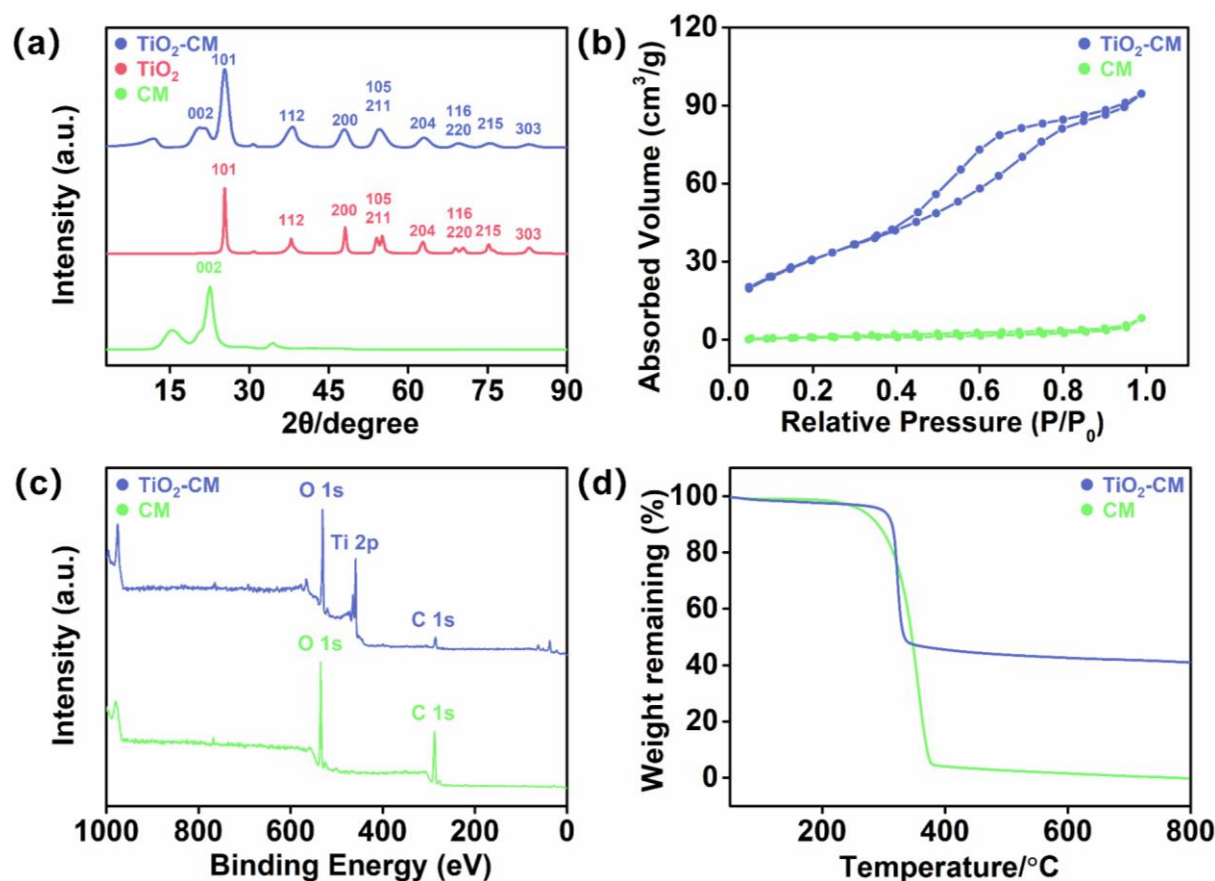 (a)
TiO2-CM
TiO2
CM
101
002
112
200
105
211
204
116
220
215
303
101
112
200
105
211
204
116
220
215
303
002
Intensity (a.u.)
15 30 45 60 75 90
2θ/degree
(b)
TiO2-CM
CM
Absorbed Volume (cm3/g)
120
90
60
30
0
0.0 0.2 0.4 0.6 0.8 1.0
Relative Pressure (P/P0)
(c)
TiO2-CM
CM
O 1s
Ti 2p
C 1s
O 1s
C 1s
Intensity (a.u.)
1000 800 600 400 200 0
Binding Energy (eV)
(d)
TiO2-CM
CM
Weight remaining (%)
100
80
60
40
20
0
200 400 600 800
Temperature/°C